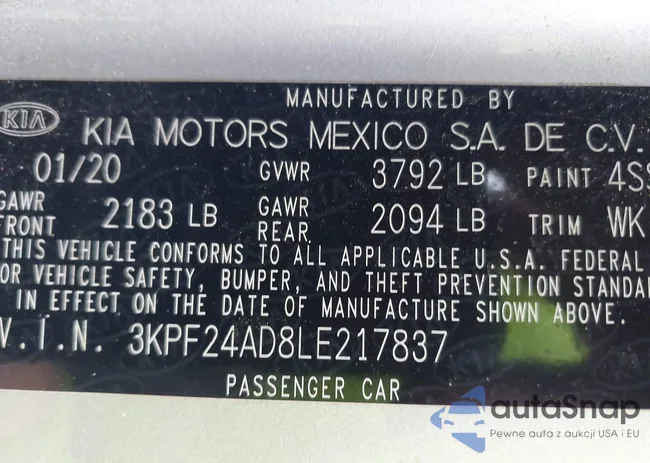 MANUFACTURED BY
KIA KIA MOTORS MEXICO S.A. DE C.V.
01/20 GVWR 3792 LB PAINT 4SS
GAWR FRONT 2183 LB GAWR REAR 2094 LB TRIM WK
THIS VEHICLE CONFORMS TO ALL APPLICABLE U.S.A. FEDERAL
OR VEHICLE SAFETY, BUMPER, AND THEFT PREVENTION STANDA
IN EFFECT ON THE DATE OF MANUFACTURE SHOWN ABOVE.
V.I.N. 3KPF24AD8LE217837
PASSENGER CAR
autaSnap
Pewne auta z aukcji USA i EU